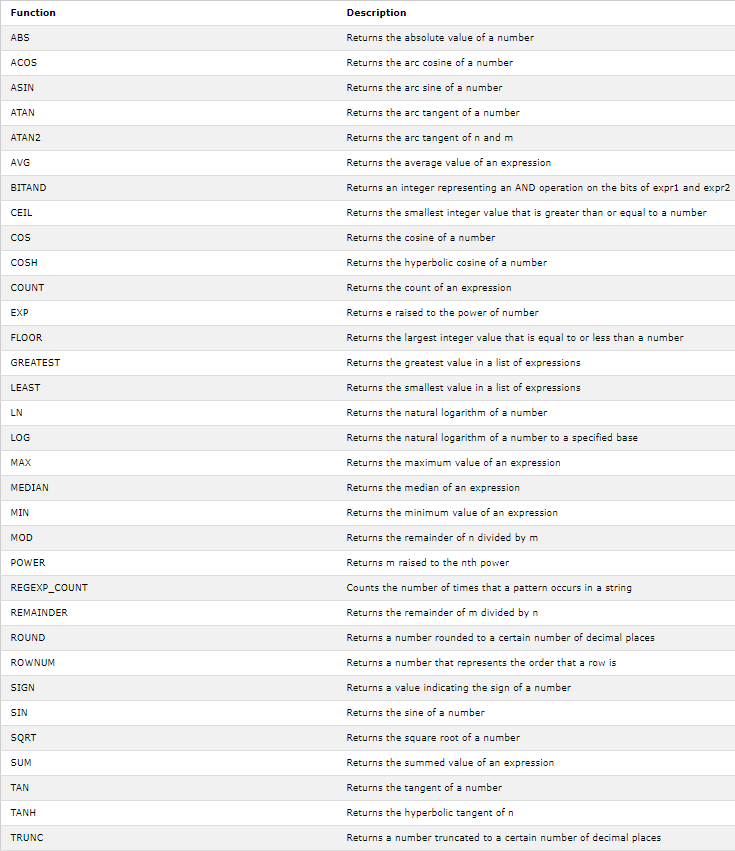 Function Description
ABS Returns the absolute value of a number
ACOS Returns the arc cosine of a number
ASIN Returns the arc sine of a number
ATAN Returns the arc tangent of a number
ATAN2 Returns the arc tangent of n and m
AVG Returns the average value of an expression
BITAND Returns an integer representing an AND operation on the bits of expr1 and expr2
CEIL Returns the smallest integer value that is greater than or equal to a number
COS Returns the cosine of a number
COSH Returns the hyperbolic cosine of a number
COUNT Returns the count of an expression
EXP Returns e raised to the power of number
FLOOR Returns the largest integer value that is equal to or less than a number
GREATEST Returns the greatest value in a list of expressions
LEAST Returns the smallest value in a list of expressions
LN Returns the natural logarithm of a number
LOG Returns the natural logarithm of a number to a specified base
MAX Returns the maximum value of an expression
MEDIAN Returns the median of an expression
MIN Returns the minimum value of an expression
MOD Returns the remainder of n divided by m
POWER Returns m raised to the nth power
REGEXP_COUNT Counts the number of times that a pattern occurs in a string
REMAINDER Returns the remainder of m divided by n
ROUND Returns a number rounded to a certain number of decimal places
ROWNUM Returns a number that represents the order that a row is
SIGN Returns a value indicating the sign of a number
SIN Returns the sine of a number
SQRT Returns the square root of a number
SUM Returns the summed value of an expression
TAN Returns the tangent of a number
TANH Returns the hyperbolic tangent of n
TRUNC Returns a number truncated to a certain number of decimal places